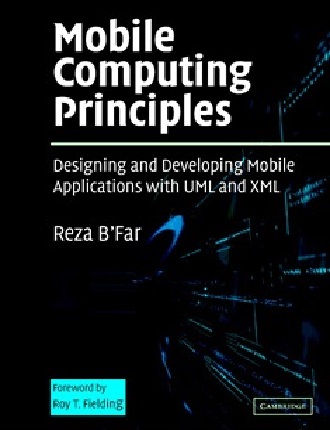 Mobile
Computing
Principles
Designing and Developing Mobile
Applications with UML and XML
Reza B'Far
Foreword by
Roy T. Fielding
CAMBRIDGE